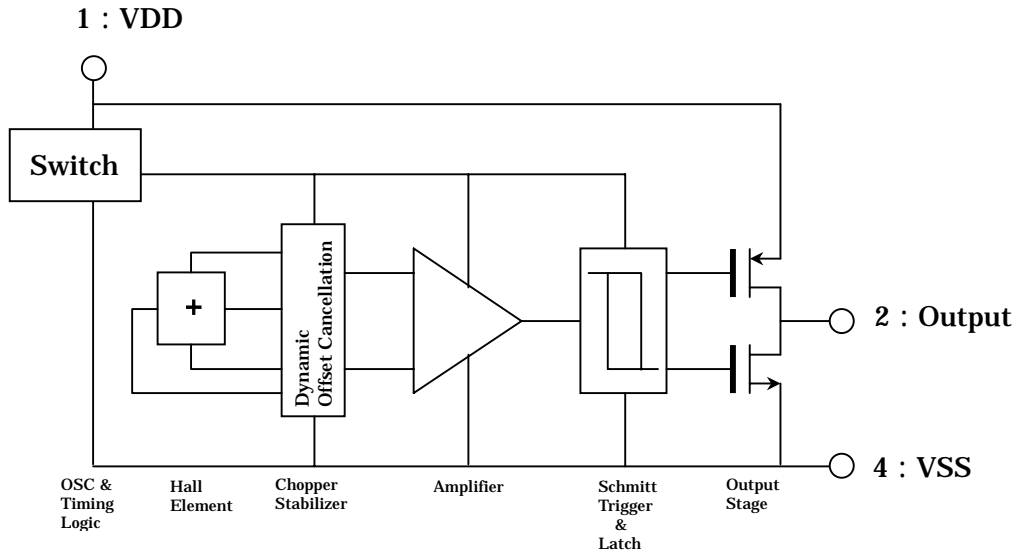 1 : VDD
Switch
+
Dynamic
Offset Cancellation
2 : Output
4 : VSS
OSC &
Timing
Logic
Hall
Element
Chopper
Stabilizer
Amplifier
Schmitt
Trigger
&
Latch
Output
Stage